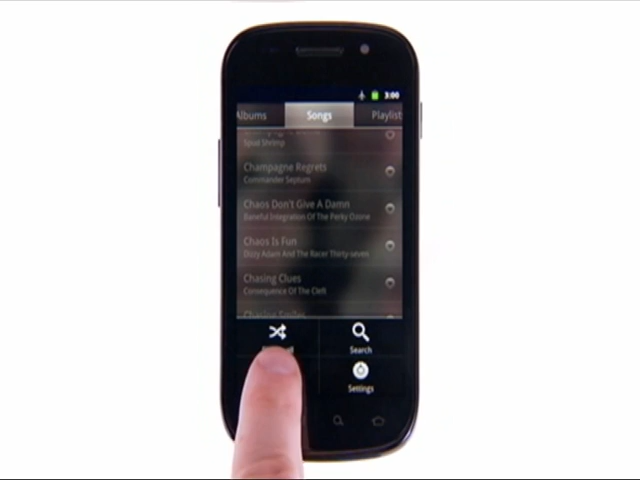 3:00
Albums Songs Playlist
Spud Shrimp
Champagne Regrets
Commander Septum
Chaos Don't Give A Damn
Baneful Integration Of The Perky Ozone
Chaos Is Fun
Dizzy Adam And The Racer Thirty-seven
Chasing Clues
Consequence Of The Cleft
Chasing Smiles
Search
Settings